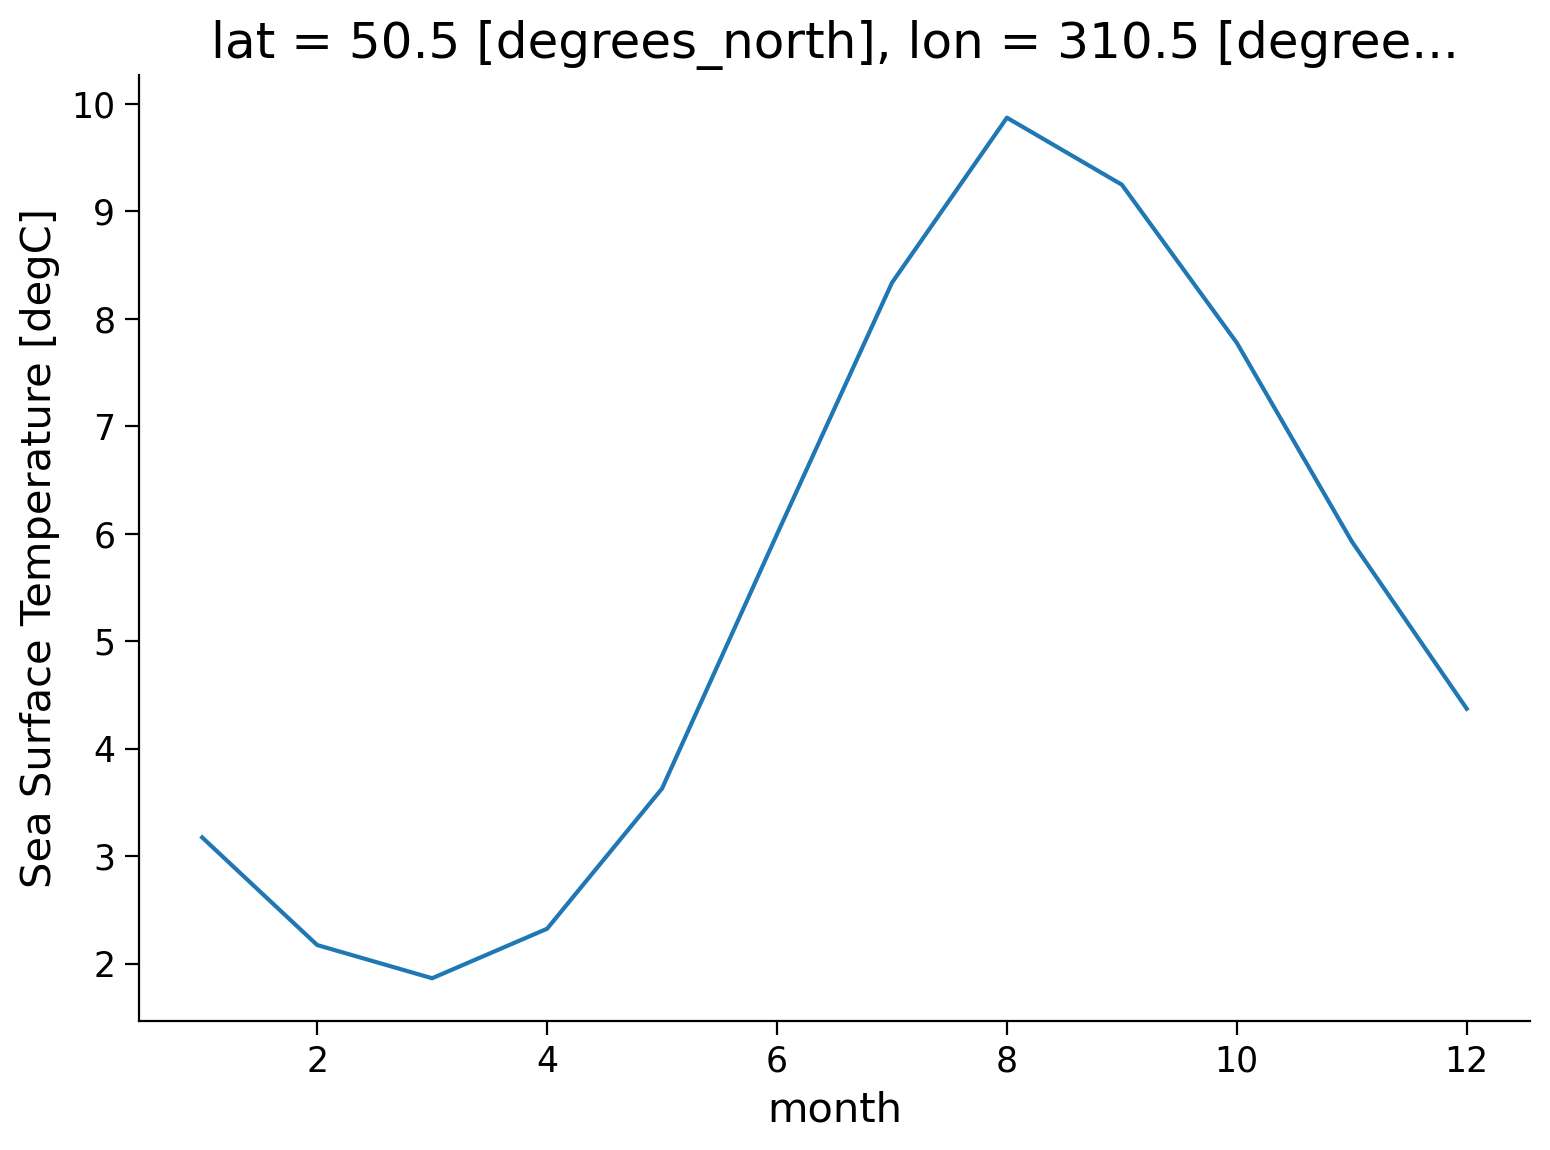 lat = 50.5 [degrees_north], lon = 310.5 [degree...
10
9
8
7
6
5
4
3
2
Sea Surface Temperature [degC]
2 4 6 8 10 12
month